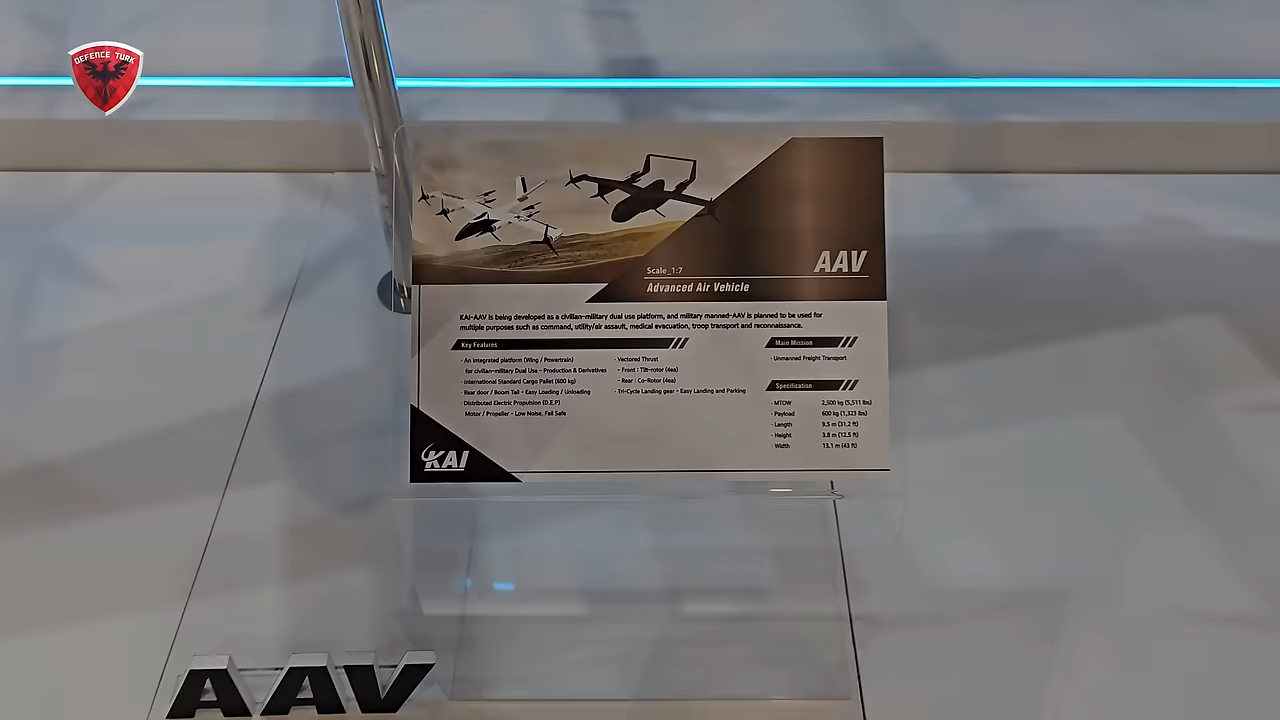 DEFENCE TURK
Scale_1:7
AAV
Advanced Air Vehicle
KAI-AAV is being developed as a civilian-military dual use platform, and military manned-AAV is planned to be used for
multiple purposes such as command, utility/air assault, medical evacuation, troop transport and reconnaissance.
Key Features
· An integrated platform (Wing / Powertrain)
for civilian-military Dual Use - Production & Derivatives
· International Standard Cargo Pallet (600 kg)
· Rear door / Boom Tail - Easy Loading / Unloading
· Distributed Electric Propulsion (D.E.P)
Motor / Propeller - Low Noise, Fail Safe
· Vectored Thrust
- Front : Tilt-rotor (4ea)
- Rear : Co-Rotor (4ea)
· Tri-Cycle Landing gear - Easy Landing and Parking
Main Mission
· Unmanned Freight Transport
Specification
· MTOW 2,500 kg (5,511 lbs)
· Payload 600 kg (1,323 lbs)
· Length 9.5 m (31.2 ft)
· Height 3.8 m (12.5 ft)
· Width 13.1 m (43 ft)
KAI
AAV